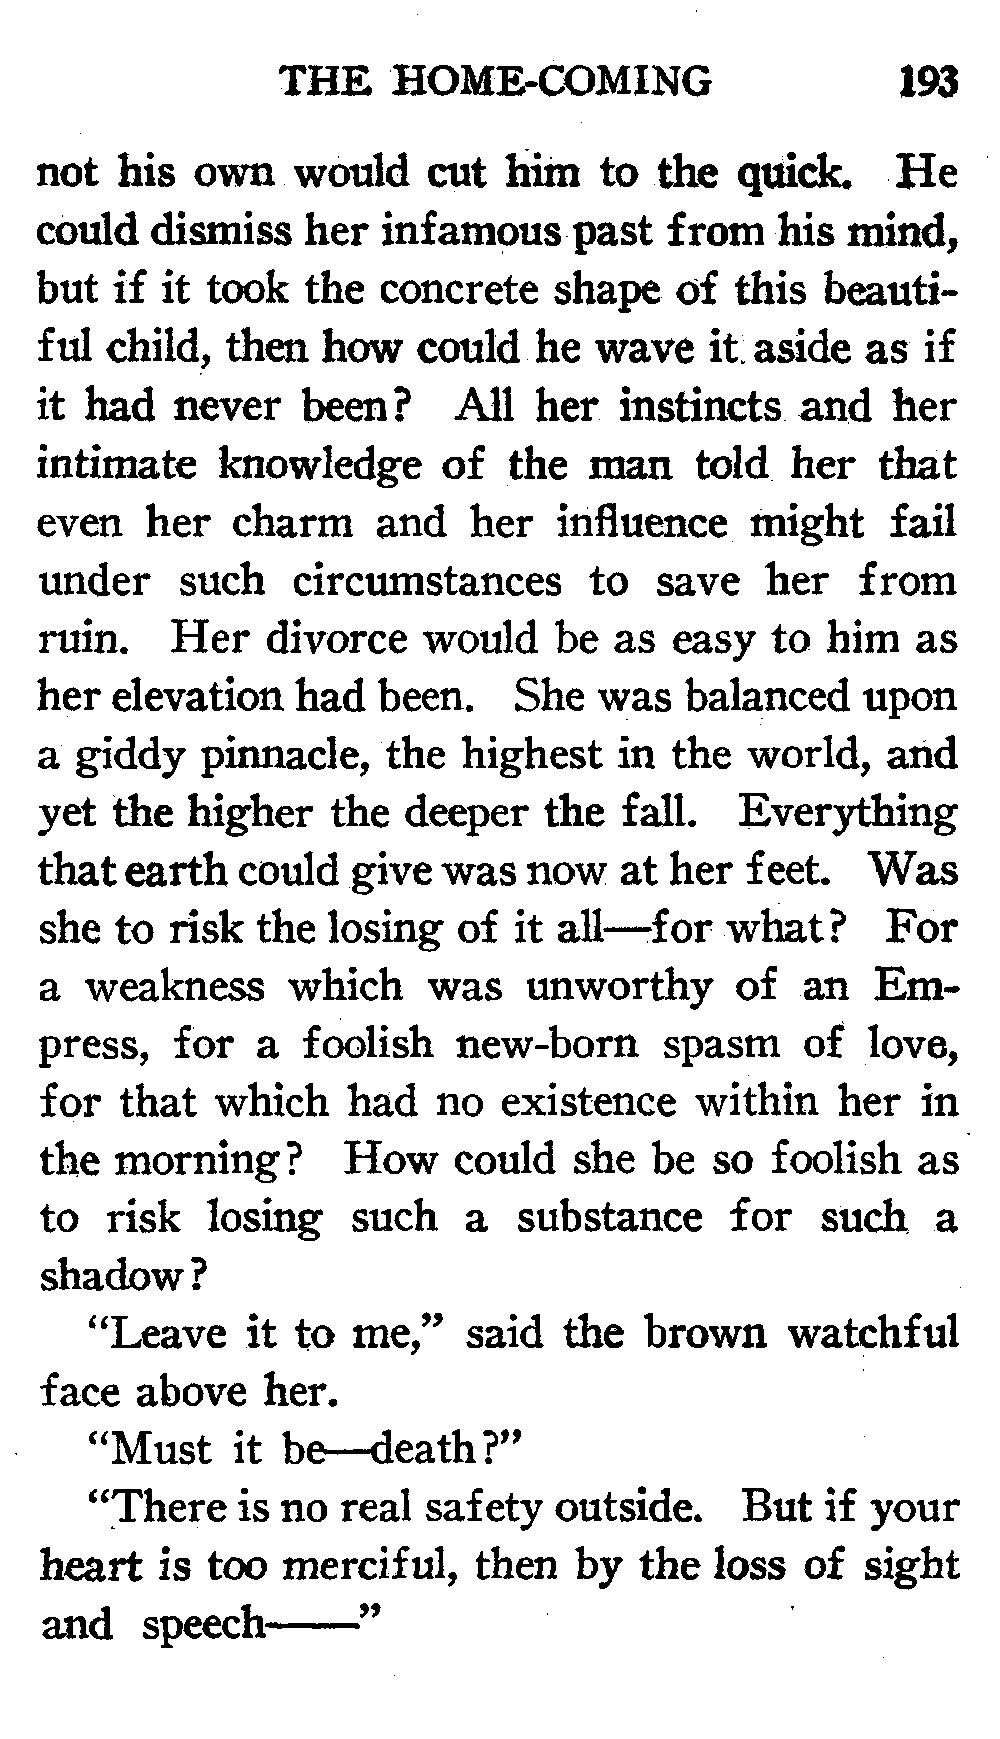 THE HOME-COMING 193
not his own would cut him to the quick. He
could dismiss her infamous past from his mind,
but if it took the concrete shape of this beauti-
ful child, then how could he wave it aside as if
it had never been? All her instincts and her
intimate knowledge of the man told her that
even her charm and her influence might fail
under such circumstances to save her from
ruin. Her divorce would be as easy to him as
her elevation had been. She was balanced upon
a giddy pinnacle, the highest in the world, and
yet the higher the deeper the fall. Everything
that earth could give was now at her feet. Was
she to risk the losing of it all—for what? For
a weakness which was unworthy of an Em-
press, for a foolish new-born spasm of love,
for that which had no existence within her in
the morning? How could she be so foolish as
to risk losing such a substance for such a
shadow?
“Leave it to me,” said the brown watchful
face above her.
“Must it be—death?”
“There is no real safety outside. But if your
heart is too merciful, then by the loss of sight
and speech——”